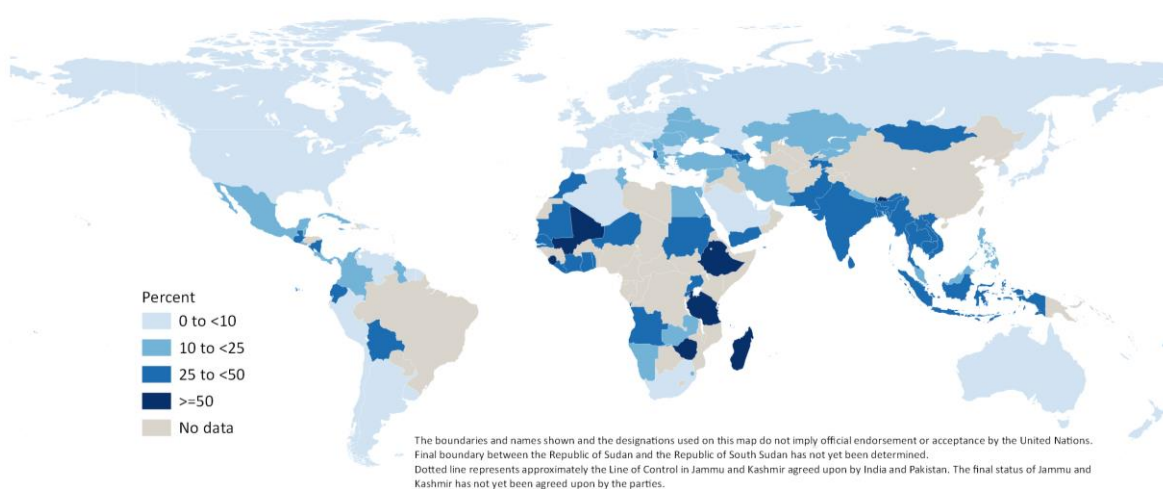 Percent
0 to <10
10 to <25
25 to <50
>=50
No data
The boundaries and names shown and the designations used on this map do not imply official endorsement or acceptance by the United Nations.
Final boundary between the Republic of Sudan and the Republic of South Sudan has not yet been determined.
Dotted line represents approximately the Line of Control in Jammu and Kashmir agreed upon by India and Pakistan. The final status of Jammu and
Kashmir has not yet been agreed upon by the parties.